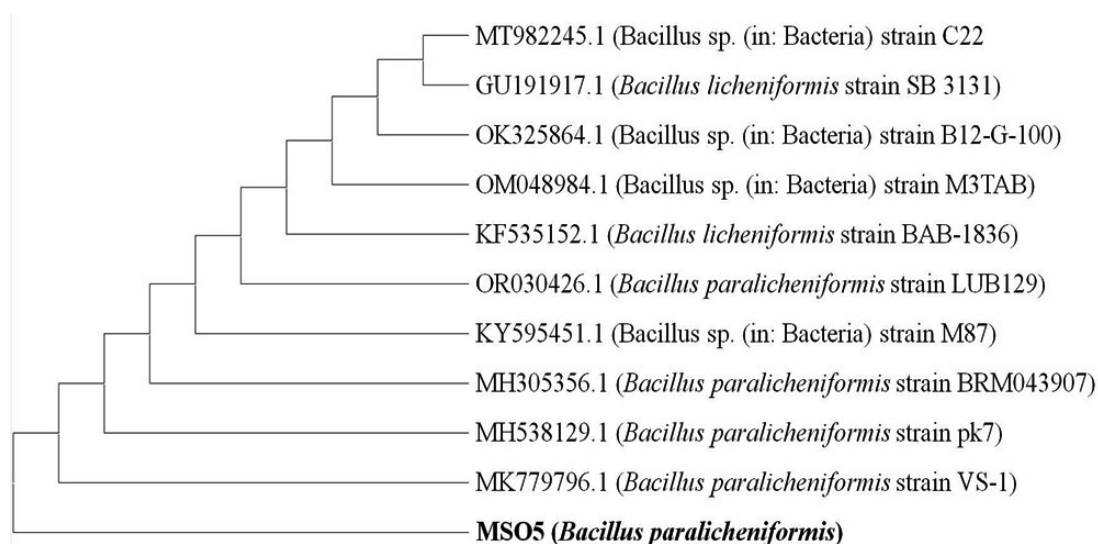 MT982245.1 (Bacillus sp. (in: Bacteria) strain C22
GU191917.1 (Bacillus licheniformis strain SB 3131)
OK325864.1 (Bacillus sp. (in: Bacteria) strain B12-G-100)
OM048984.1 (Bacillus sp. (in: Bacteria) strain M3TAB)
KF535152.1 (Bacillus licheniformis strain BAB-1836)
OR030426.1 (Bacillus paralicheniformis strain LUB129)
KY595451.1 (Bacillus sp. (in: Bacteria) strain M87)
MH305356.1 (Bacillus paralicheniformis strain BRM043907)
MH538129.1 (Bacillus paralicheniformis strain pk7)
MK779796.1 (Bacillus paralicheniformis strain VS-1)
MSO5 (Bacillus paralicheniformis)